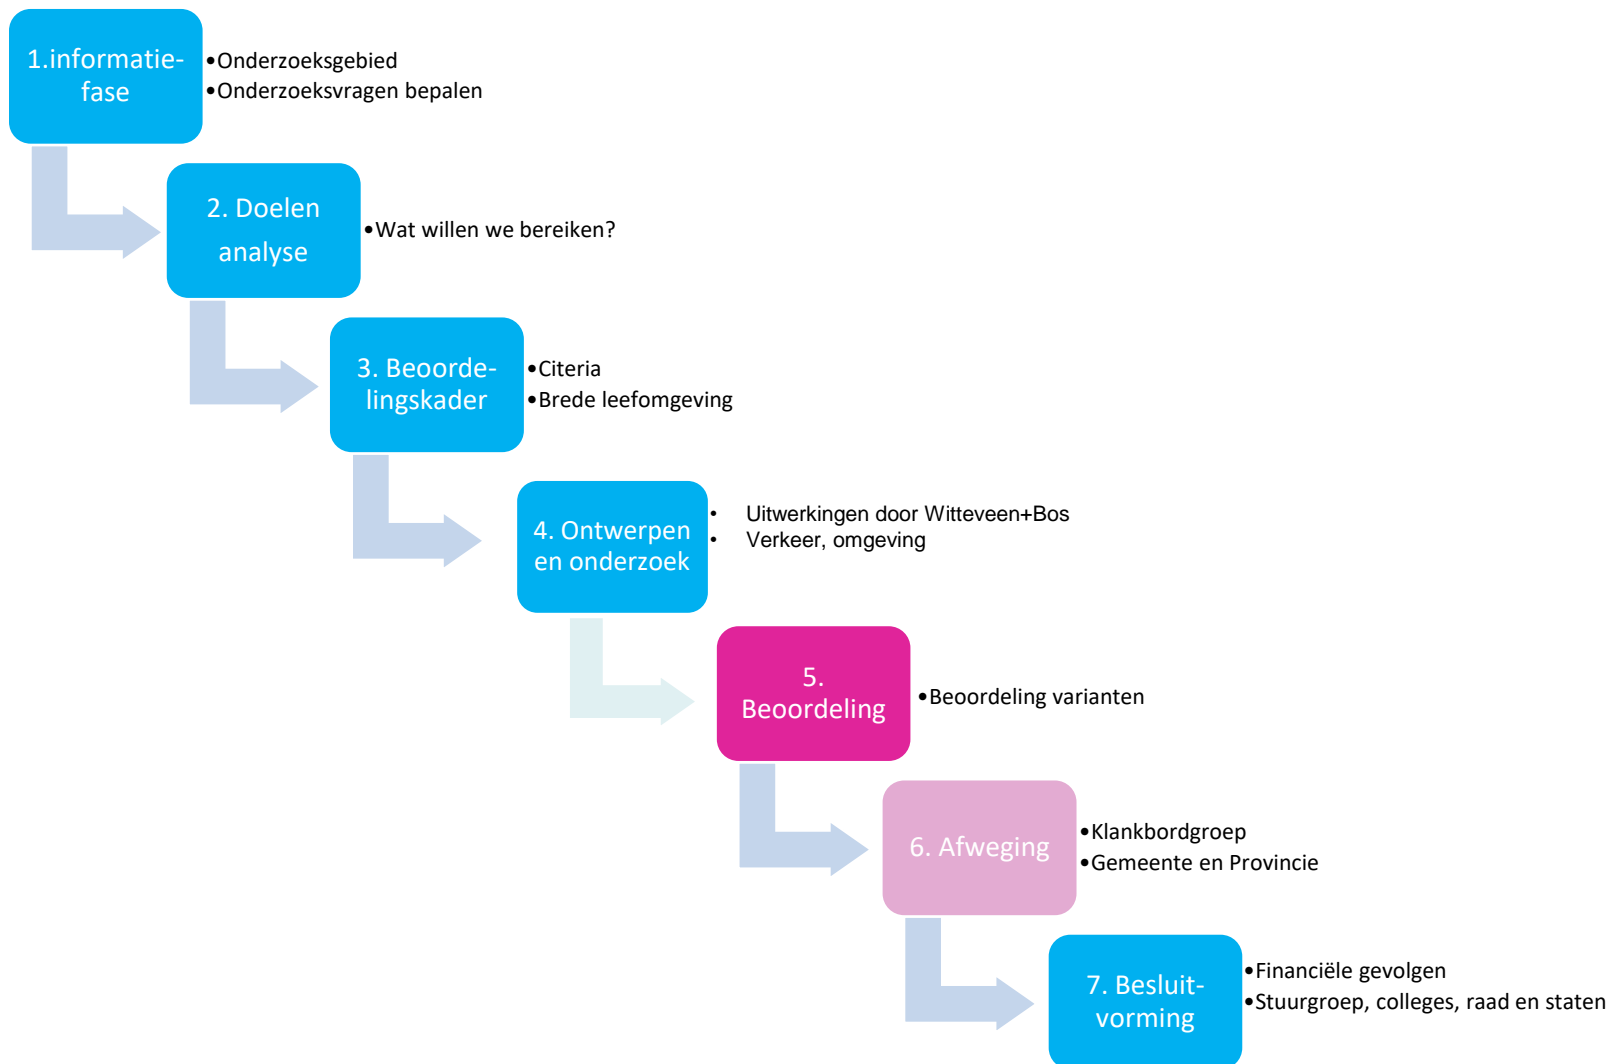 1.informatie-
fase
•Onderzoeksgebied
•Onderzoeksvragen bepalen
2. Doelen
analyse
•Wat willen we bereiken?
3. Beoorde-
lingskader
•Citeria
•Brede leefomgeving
4. Ontwerpen
en onderzoek
• Uitwerkingen door Witteveen+Bos
• Verkeer, omgeving
5.
Beoordeling
•Beoordeling varianten
6. Afweging
•Klankbordgroep
•Gemeente en Provincie
7. Besluit-
vorming
•Financiële gevolgen
•Stuurgroep, colleges, raad en staten